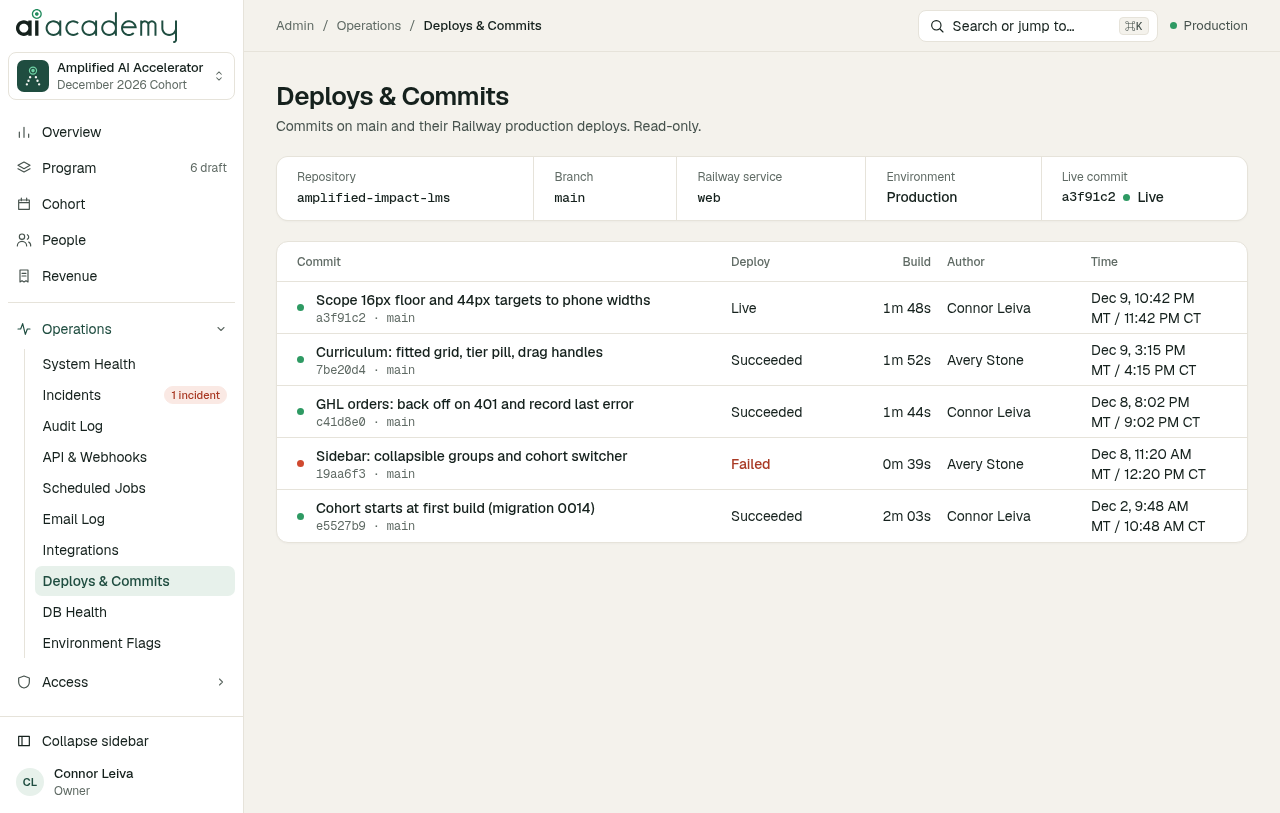 ai academy
Amplified AI Accelerator
December 2026 Cohort
Overview
Program 6 draft
Cohort
People
Revenue
Operations
System Health
Incidents 1 incident
Audit Log
API & Webhooks
Scheduled Jobs
Email Log
Integrations
Deploys & Commits
DB Health
Environment Flags
Access
Collapse sidebar
CL Connor Leiva
Owner
Admin / Operations / Deploys & Commits
Search or jump to… ⌘K
Production
Deploys & Commits
Commits on main and their Railway production deploys. Read-only.
Repository Branch Railway service Environment Live commit
amplified-impact-lms main web Production a3f91c2 Live
Commit Deploy Build Author Time
Scope 16px floor and 44px targets to phone widths
a3f91c2 · main
Live 1m 48s Connor Leiva
Dec 9, 10:42 PM
MT / 11:42 PM CT
Curriculum: fitted grid, tier pill, drag handles
7be20d4 · main
Succeeded 1m 52s Avery Stone
Dec 9, 3:15 PM
MT / 4:15 PM CT
GHL orders: back off on 401 and record last error
c41d8e0 · main
Succeeded 1m 44s Connor Leiva
Dec 8, 8:02 PM
MT / 9:02 PM CT
Sidebar: collapsible groups and cohort switcher
19aa6f3 · main
Failed 0m 39s Avery Stone
Dec 8, 11:20 AM
MT / 12:20 PM CT
Cohort starts at first build (migration 0014)
e5527b9 · main
Succeeded 2m 03s Connor Leiva
Dec 2, 9:48 AM
MT / 10:48 AM CT